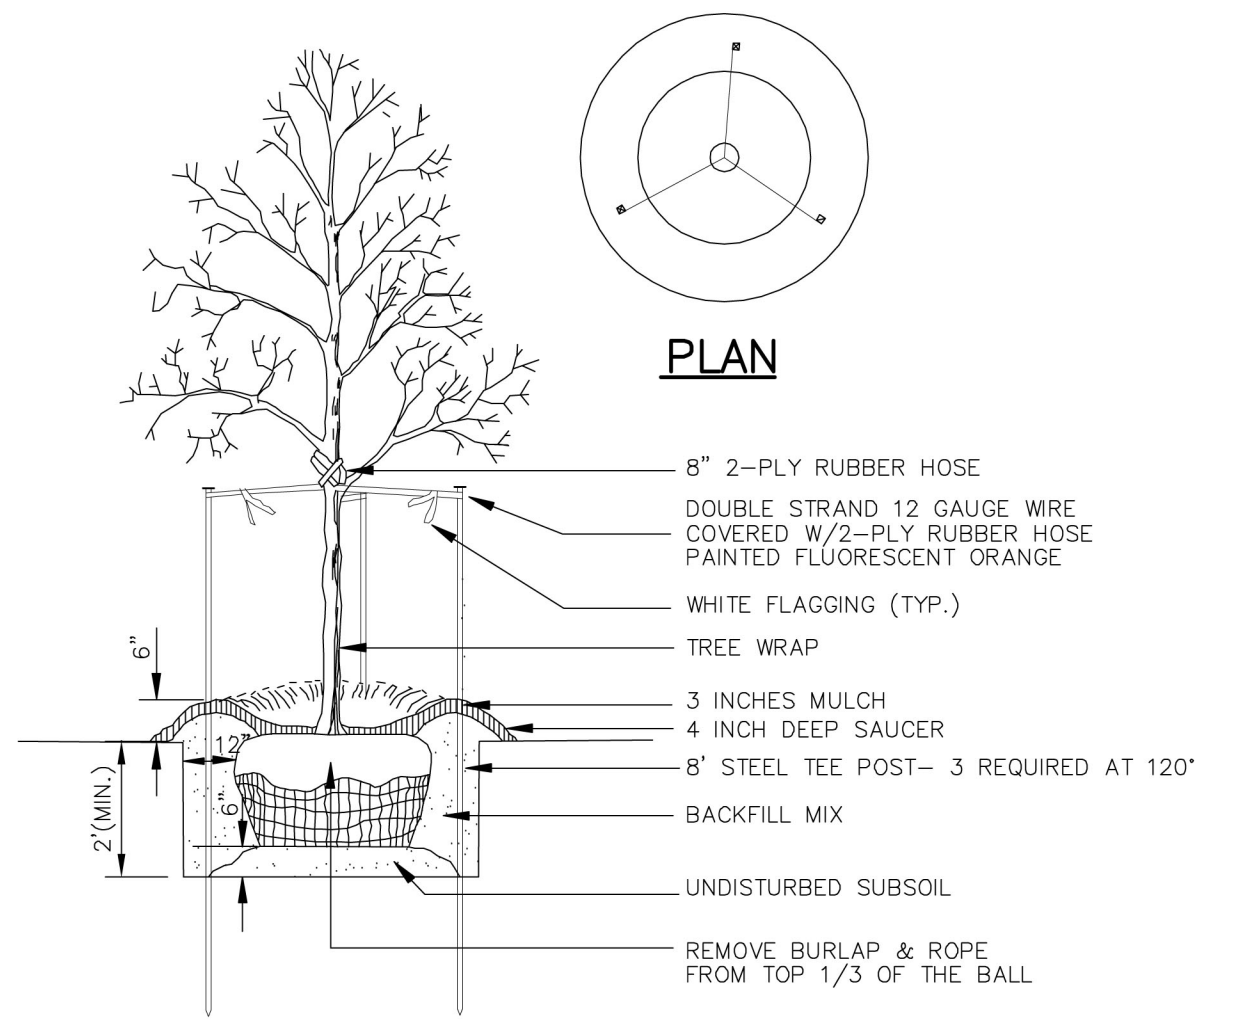 PLAN
8" 2-PLY RUBBER HOSE
DOUBLE STRAND 12 GAUGE WIRE
COVERED W/2-PLY RUBBER HOSE
PAINTED FLUORESCENT ORANGE
WHITE FLAGGING (TYP.)
TREE WRAP
6"
3 INCHES MULCH
4 INCH DEEP SAUCER
12"
8' STEEL TEE POST- 3 REQUIRED AT 120°
2'(MIN.)
6"
BACKFILL MIX
UNDISTURBED SUBSOIL
REMOVE BURLAP & ROPE
FROM TOP 1/3 OF THE BALL